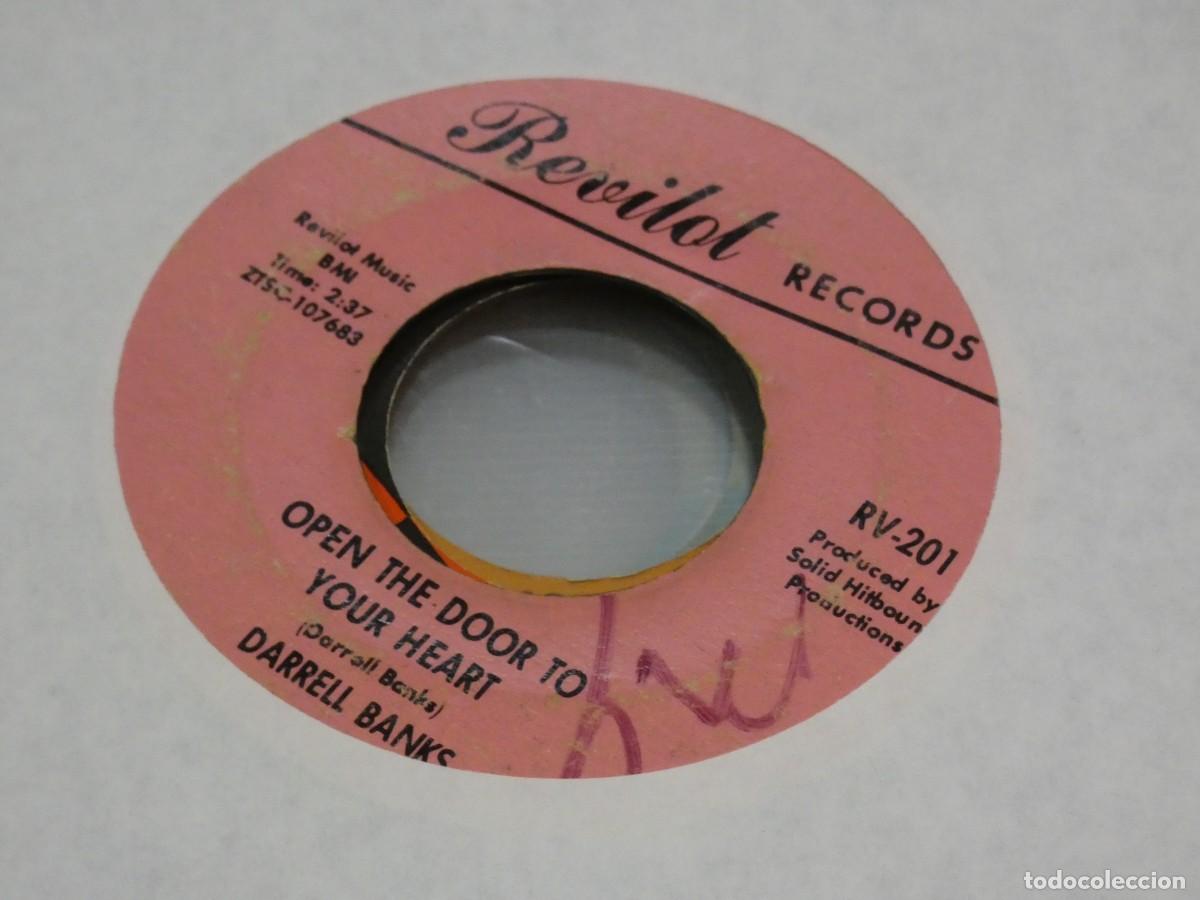 Revilot
RECORDS
Revilot Music
BMI
Time: 2:37
ZTSC-107683
RV-201
Produced by
Solid Hitboun
Productions
OPEN THE DOOR TO
YOUR HEART
(Darrell Banks)
DARRELL BANKS
todocoleccion